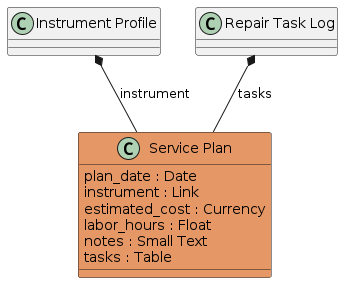 C Instrument Profile
C Repair Task Log
instrument
tasks
C Service Plan
plan_date : Date
instrument : Link
estimated_cost : Currency
labor_hours : Float
notes : Small Text
tasks : Table